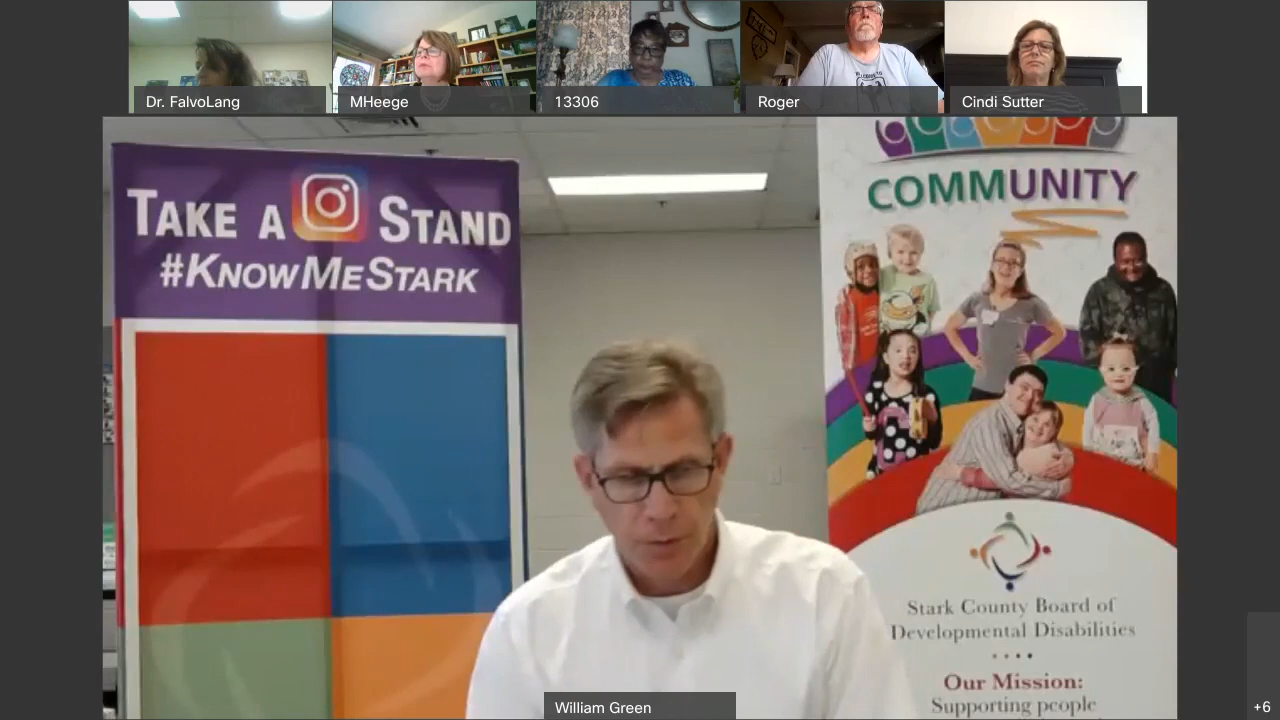 Dr. FalvoLang
MHeege
13306
Roger
Cindi Sutter
TAKE A STAND
#KNOWMESTARK
COMMUNITY
Stark County Board of
Developmental Disabilities
Our Mission:
Supporting people
William Green
+6